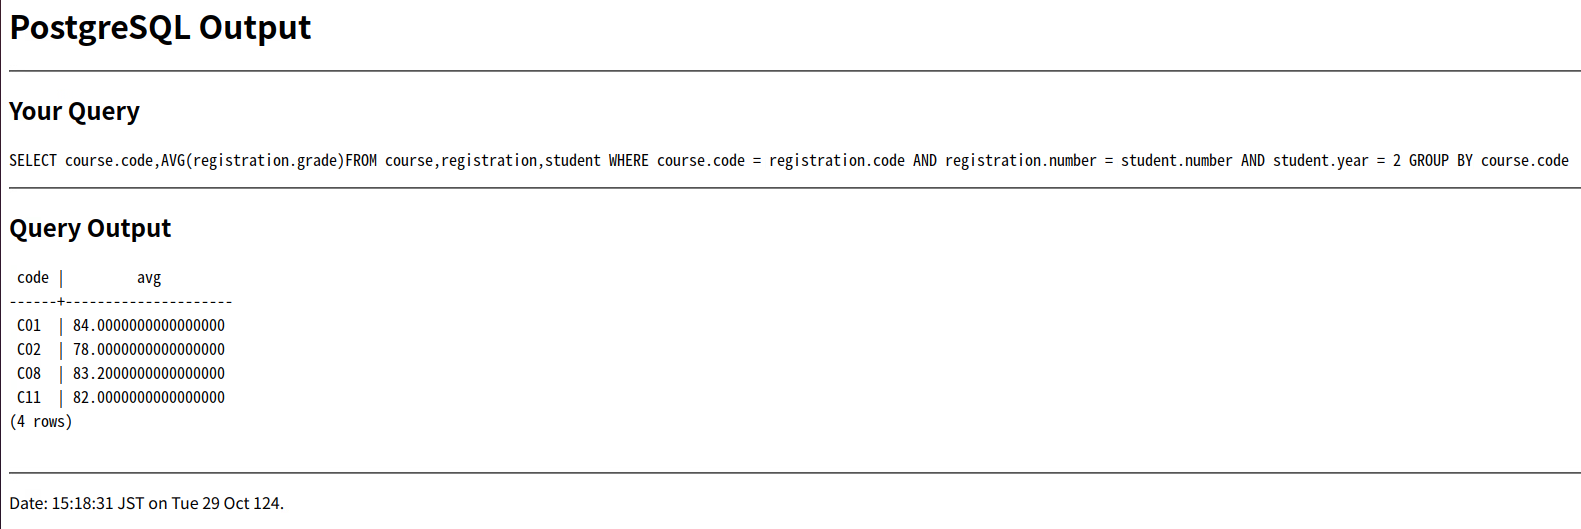 PostgreSQL Output
Your Query
SELECT course.code,AVG(registration.grade)FROM course,registration,student WHERE course.code = registration.code AND registration.number = student.number AND student.year = 2 GROUP BY course.code
Query Output
 code |         avg
------+---------------------
 C01  | 84.0000000000000000
 C02  | 78.0000000000000000
 C08  | 83.2000000000000000
 C11  | 82.0000000000000000
(4 rows)
Date: 15:18:31 JST on Tue 29 Oct 124.